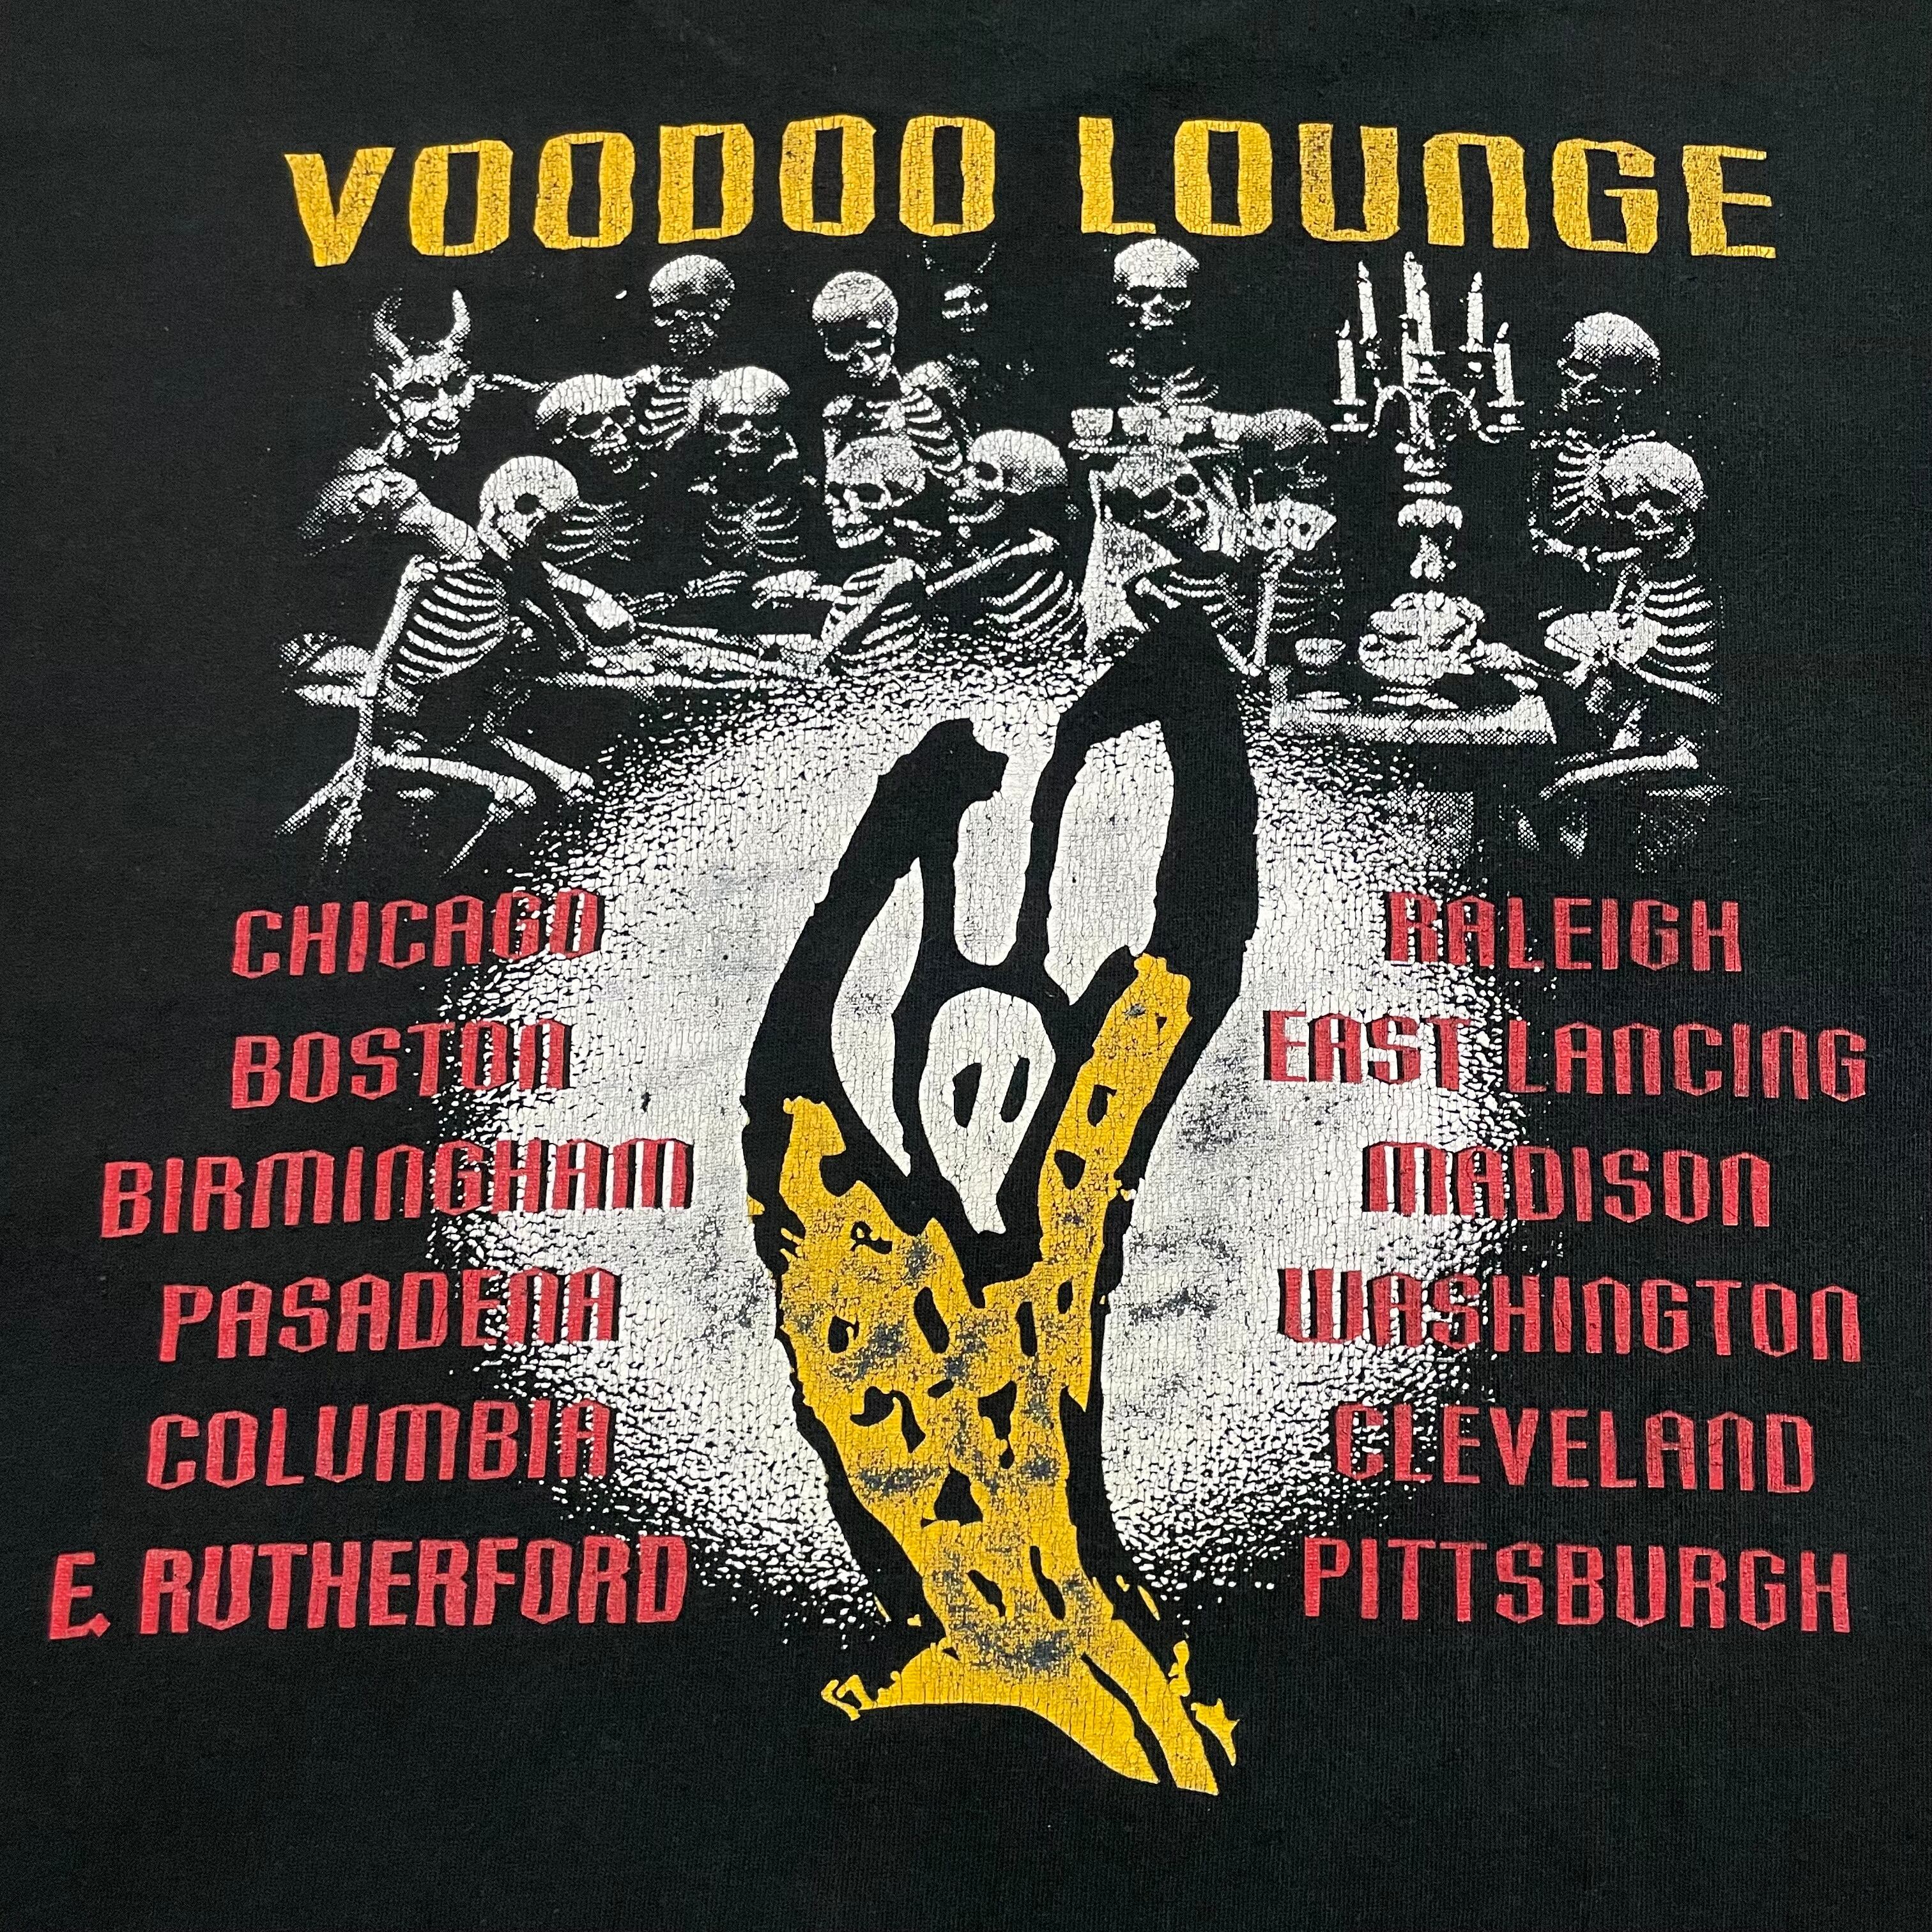 VOODOO LOUNGE
CHICAGO
BOSTON
BIRMINGHAM
PASADENA
COLUMBIA
E. RUTHERFORD
RALEIGH
EAST LANCING
MADISON
WASHINGTON
CLEVELAND
PITTSBURGH